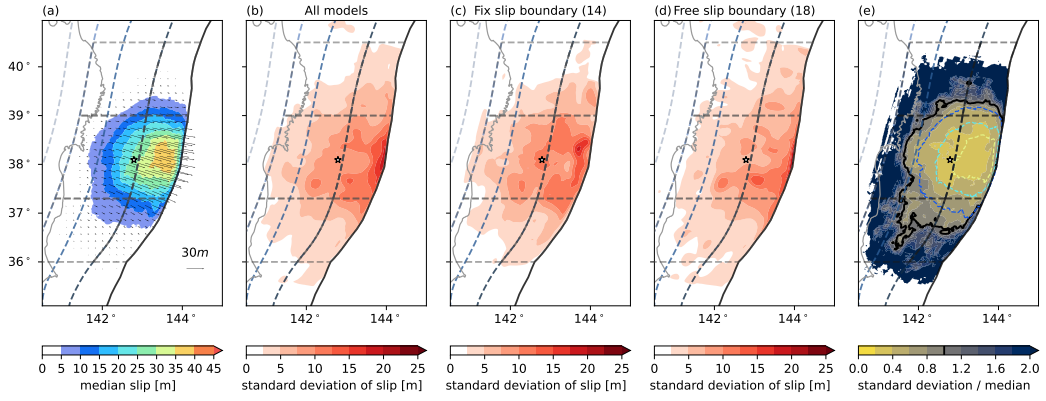 (a)
(b) All models
(c) Fix slip boundary (14)
(d) Free slip boundary (18)
(e)
40°
39°
38°
37°
36°
30m
142° 144°
142° 144°
142° 144°
142° 144°
142° 144°
0 5 10 15 20 25 30 35 40 45
median slip [m]
0 5 10 15 20 25
standard deviation of slip [m]
0 5 10 15 20 25
standard deviation of slip [m]
0 5 10 15 20 25
standard deviation of slip [m]
0.0 0.4 0.8 1.2 1.6 2.0
standard deviation / median